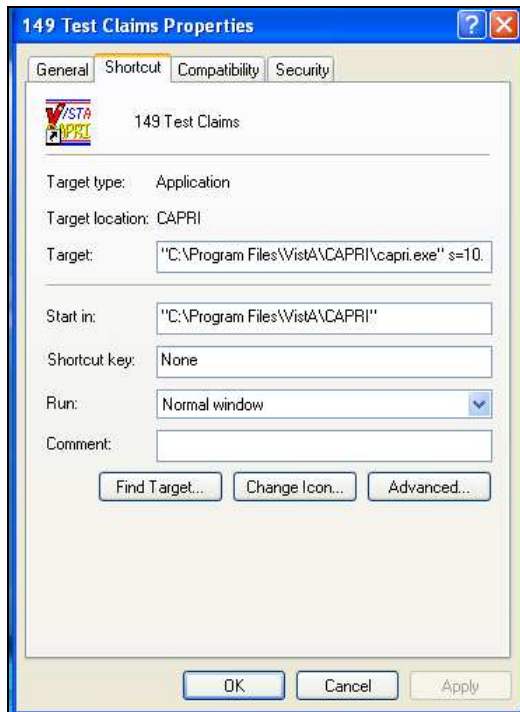 149 Test Claims Properties
General Shortcut Compatibility Security
VISTA
CAPRI
149 Test Claims
Target type: Application
Target location: CAPRI
Target: "C:\Program Files\VistA\CAPRI\capri.exe" s=10.
Start in: "C:\Program Files\VistA\CAPRI"
Shortcut key: None
Run: Normal window
Comment:
Find Target... Change Icon... Advanced...
OK Cancel Apply